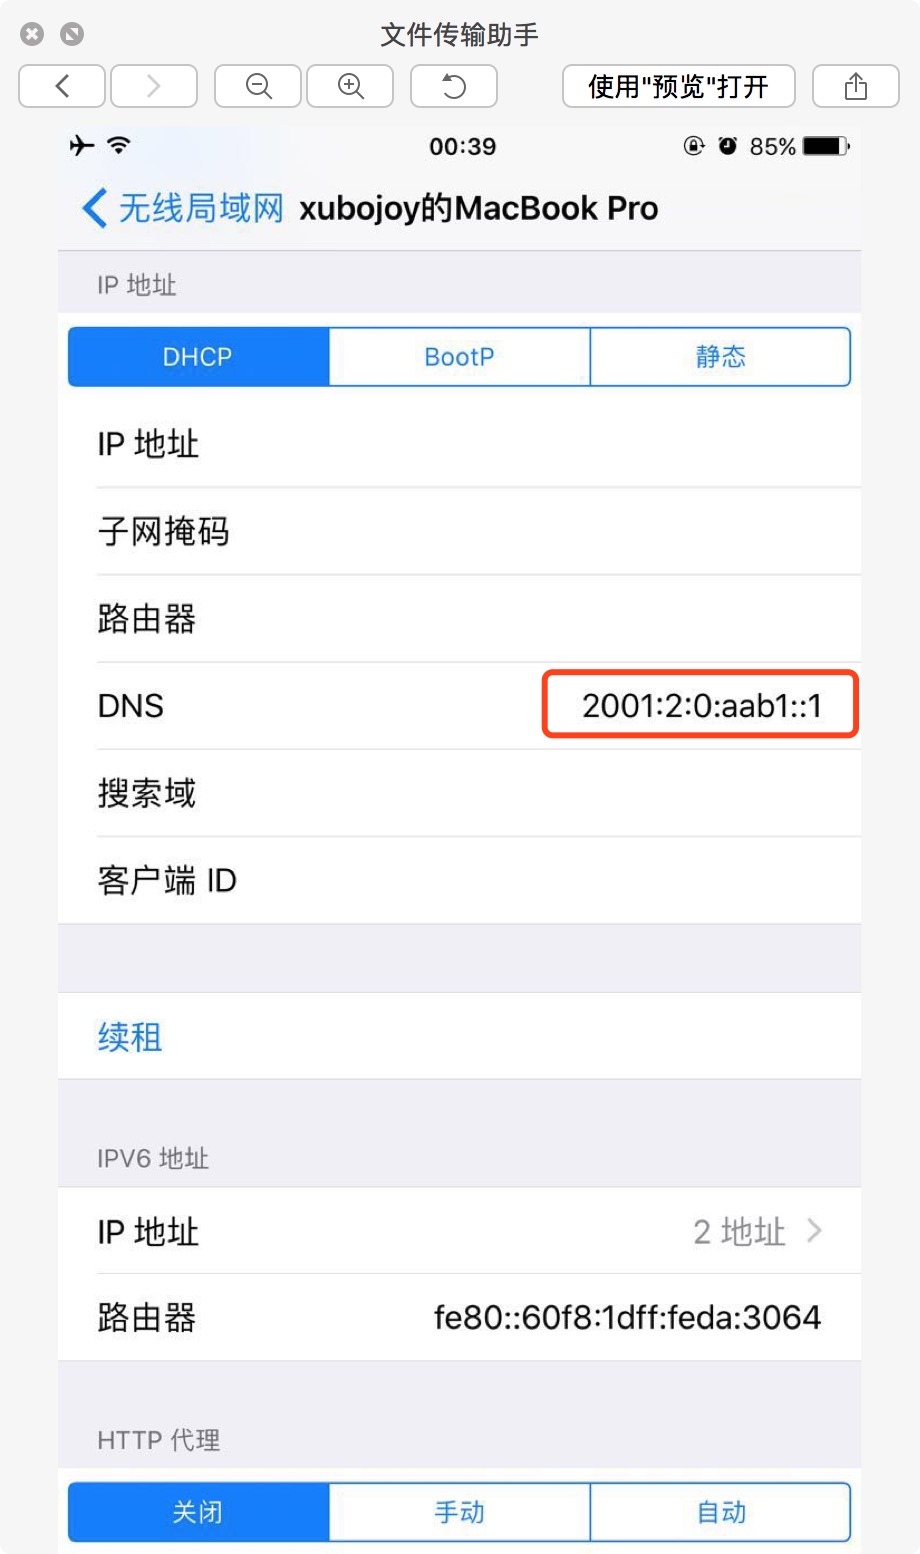 文件传输助手
使用"预览"打开
00:39
85%
无线局域网 xubojoy的MacBook Pro
IP 地址
DHCP BootP 静态
IP 地址
子网掩码
路由器
DNS 2001:2:0:aab1::1
搜索域
客户端 ID
续租
IPV6 地址
IP 地址 2 地址
路由器 fe80::60f8:1dff:feda:3064
HTTP 代理
关闭 手动 自动